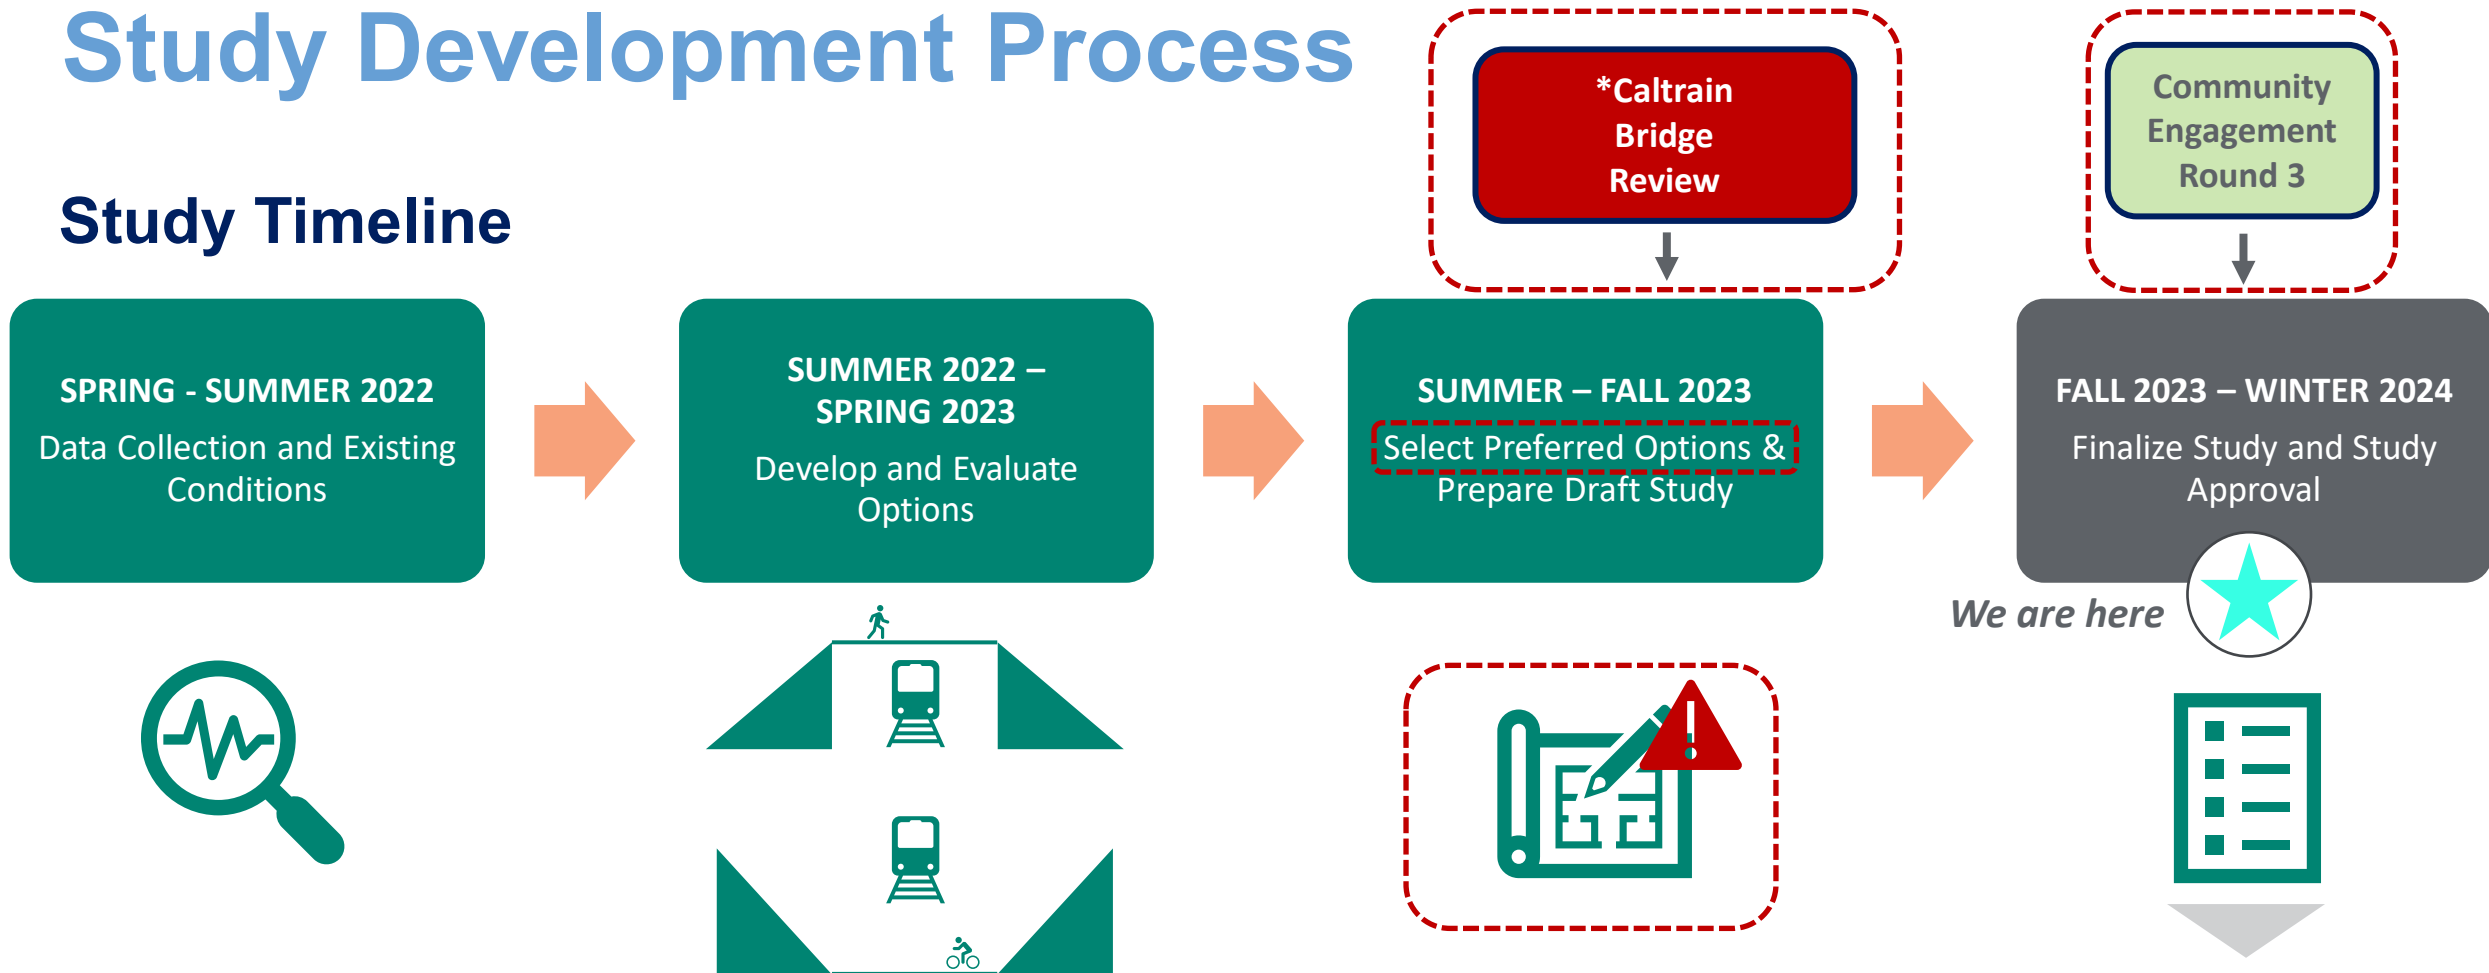 Study Development Process
Study Timeline
*Caltrain
Bridge
Review
Community
Engagement
Round 3
SPRING - SUMMER 2022
Data Collection and Existing
Conditions
SUMMER 2022 –
SPRING 2023
Develop and Evaluate
Options
SUMMER – FALL 2023
Select Preferred Options &
Prepare Draft Study
FALL 2023 – WINTER 2024
Finalize Study and Study
Approval
We are here